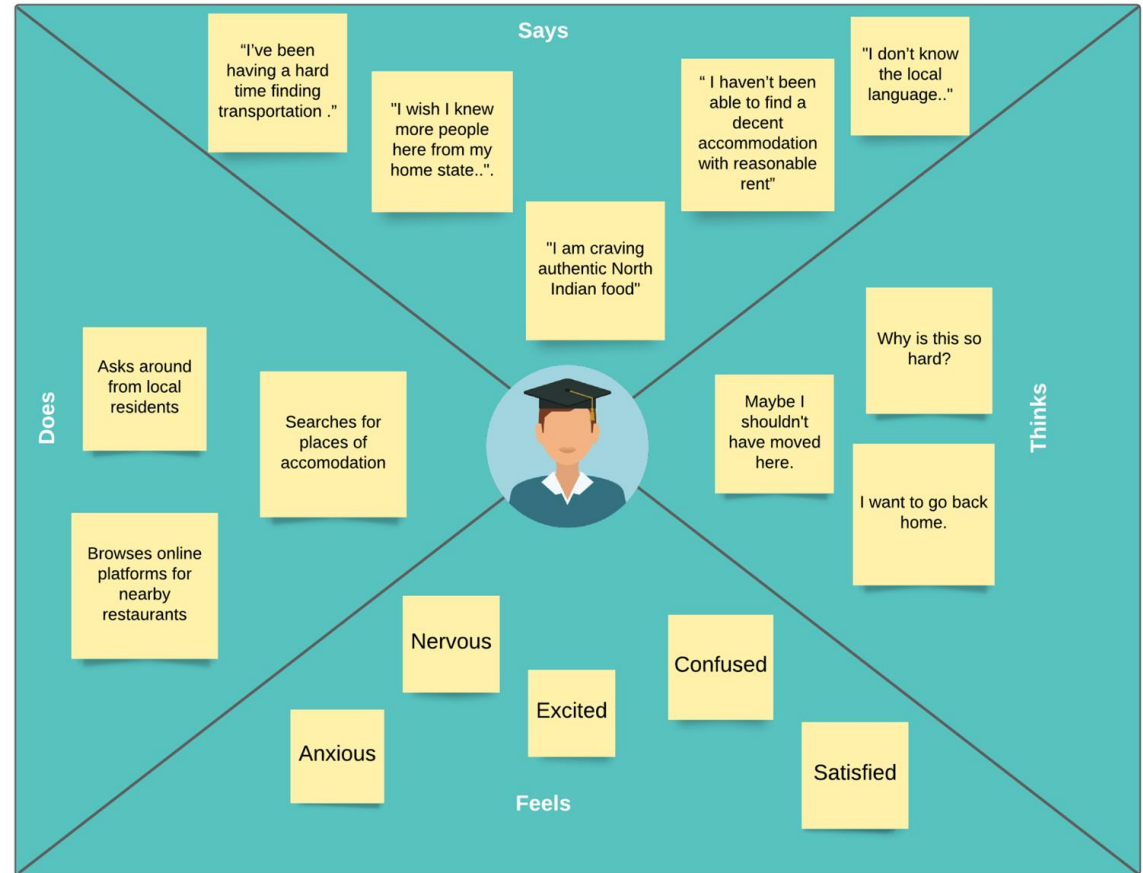 Says
“I’ve been
having a hard
time finding
transportation .”
"I wish I knew
more people
here from my
home state..".
"I am craving
authentic North
Indian food"
“ I haven’t been
able to find a
decent
accommodation
with reasonable
rent”
"I don’t know
the local
language.."
Does
Asks around
from local
residents
Searches for
places of
accomodation
Browses online
platforms for
nearby
restaurants
Thinks
Why is this so
hard?
Maybe I
shouldn't
have moved
here.
I want to go back
home.
Nervous
Anxious
Excited
Confused
Satisfied
Feels